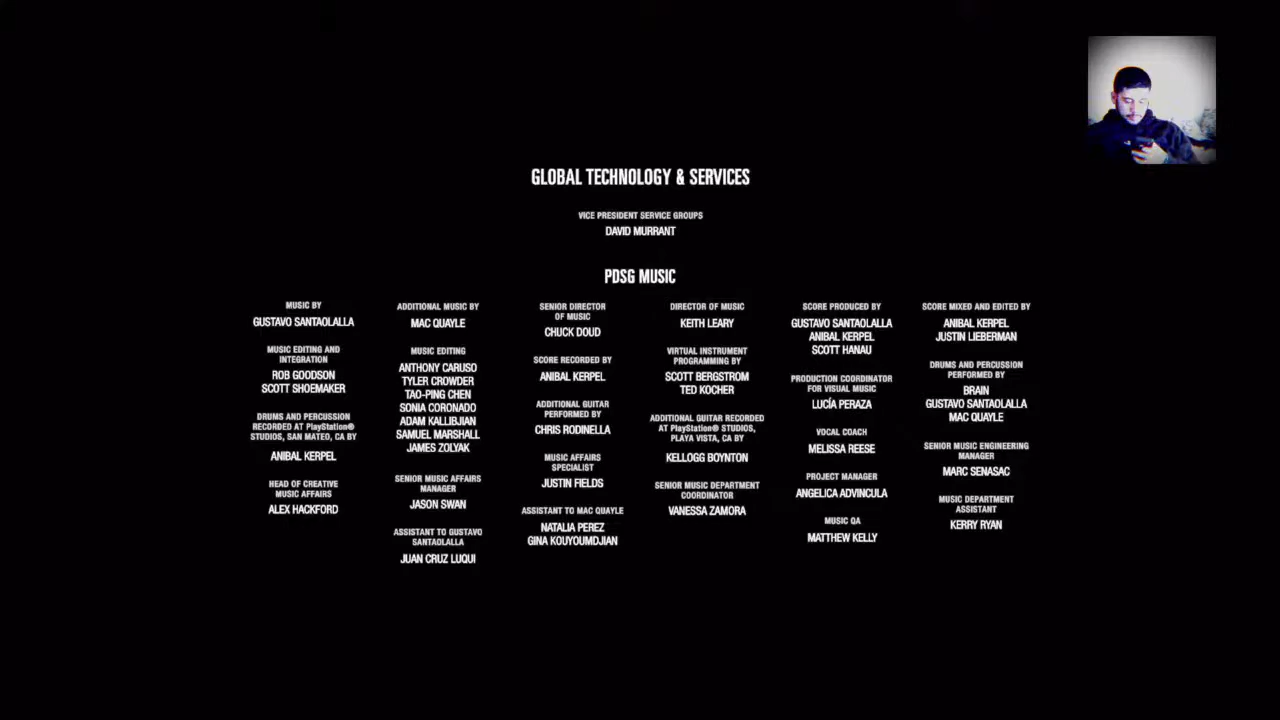 GLOBAL TECHNOLOGY & SERVICES
VICE PRESIDENT SERVICE GROUPS
DAVID MURRANT
PDSG MUSIC
MUSIC BY
GUSTAVO SANTAOLALLA
MUSIC EDITING AND
INTEGRATION
ROB GOODSON
SCOTT SHOEMAKER
DRUMS AND PERCUSSION
RECORDED AT PlayStation®
STUDIOS, SAN MATEO, CA BY
ANIBAL KERPEL
HEAD OF CREATIVE
MUSIC AFFAIRS
ALEX HACKFORD
ADDITIONAL MUSIC BY
MAC QUAYLE
MUSIC EDITING
ANTHONY CARUSO
TYLER CROWDER
TAO-PING CHEN
SONIA CORONADO
ADAM KALLIBJIAN
SAMUEL MARSHALL
JAMES ZOLYAK
SENIOR MUSIC AFFAIRS
MANAGER
JASON SWAN
ASSISTANT TO GUSTAVO
SANTAOLALLA
JUAN CRUZ LUQUI
SENIOR DIRECTOR
OF MUSIC
CHUCK DOUD
SCORE RECORDED BY
ANIBAL KERPEL
ADDITIONAL GUITAR
PERFORMED BY
CHRIS RODINELLA
MUSIC AFFAIRS
SPECIALIST
JUSTIN FIELDS
ASSISTANT TO MAC QUAYLE
NATALIA PEREZ
GINA KOUYOUMDJIAN
DIRECTOR OF MUSIC
KEITH LEARY
VIRTUAL INSTRUMENT
PROGRAMMING BY
SCOTT BERGSTROM
TED KOCHER
ADDITIONAL GUITAR RECORDED
AT PlayStation® STUDIOS,
PLAYA VISTA, CA BY
KELLOGG BOYNTON
SENIOR MUSIC DEPARTMENT
COORDINATOR
VANESSA ZAMORA
SCORE PRODUCED BY
GUSTAVO SANTAOLALLA
ANIBAL KERPEL
SCOTT HANAU
PRODUCTION COORDINATOR
FOR VISUAL MUSIC
LUCÍA PERAZA
VOCAL COACH
MELISSA REESE
PROJECT MANAGER
ANGELICA ADVINCULA
MUSIC QA
MATTHEW KELLY
SCORE MIXED AND EDITED BY
ANIBAL KERPEL
JUSTIN LIEBERMAN
DRUMS AND PERCUSSION
PERFORMED BY
BRAIN
GUSTAVO SANTAOLALLA
MAC QUAYLE
SENIOR MUSIC ENGINEERING
MANAGER
MARC SENASAC
MUSIC DEPARTMENT
ASSISTANT
KERRY RYAN